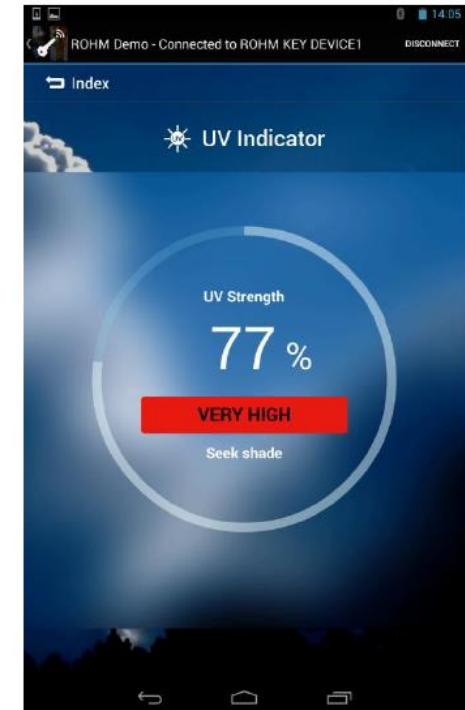 14:05
ROHM Demo - Connected to ROHM KEY DEVICE1 DISCONNECT
Index
UV Indicator
UV Strength
77 %
VERY HIGH
Seek shade